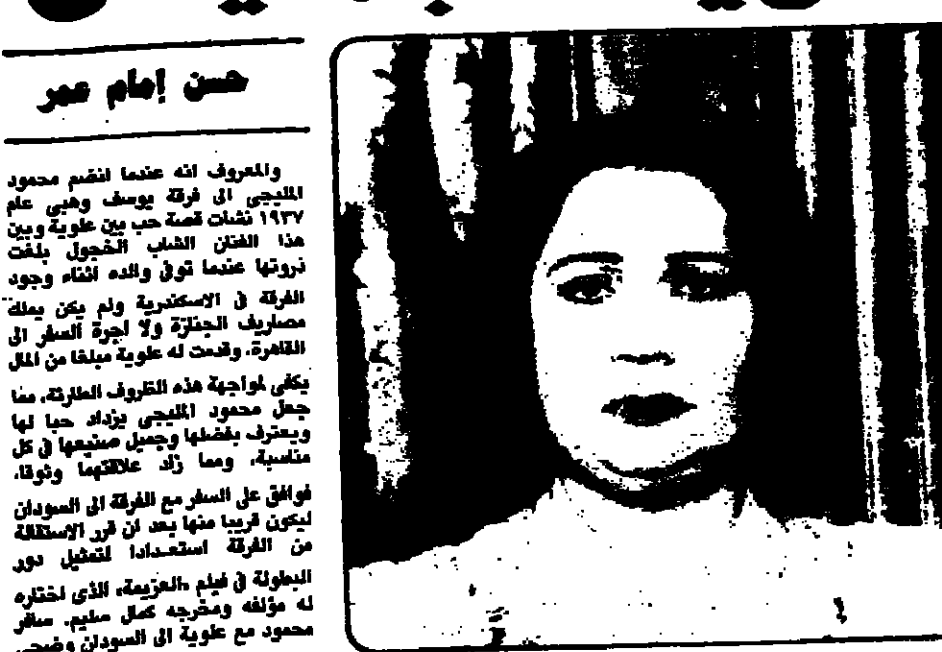 حسن إمام عمر
والمعروف انه عندما انضم محمود
المليجى الى فرقة يوسف وهبى عام
١٩٣٧ نشات قصة حب بين علوية وبين
هذا الفنان الشاب الخجول بلغت
ذروتها عندما توفى والده اثناء وجود
الفرقة فى الاسكندرية ولم يكن يملك
مصاريف الجنازة ولا اجرة السفر الى
القاهرة. وقدمت له علوية مبلغا من المال
يكفى لمواجهة هذه الظروف الطارئة، مما
جعل محمود المليجى يزداد حبا لها
ويعترف بفضلها وجميل صنيعها فى كل
مناسبة، ومما زاد علاقتهما وثوقا،
فوافق على السفر مع الفرقة الى السودان
ليكون قريبا منها بعد ان قرر الاستقالة
من الفرقة استعدادا لتمثيل دور
البطولة فى فيلم «العزيمة» الذى اختاره
له مؤلفه ومخرجه كمال سليم. سافر
محمود مع علوية الى السودان وضحى